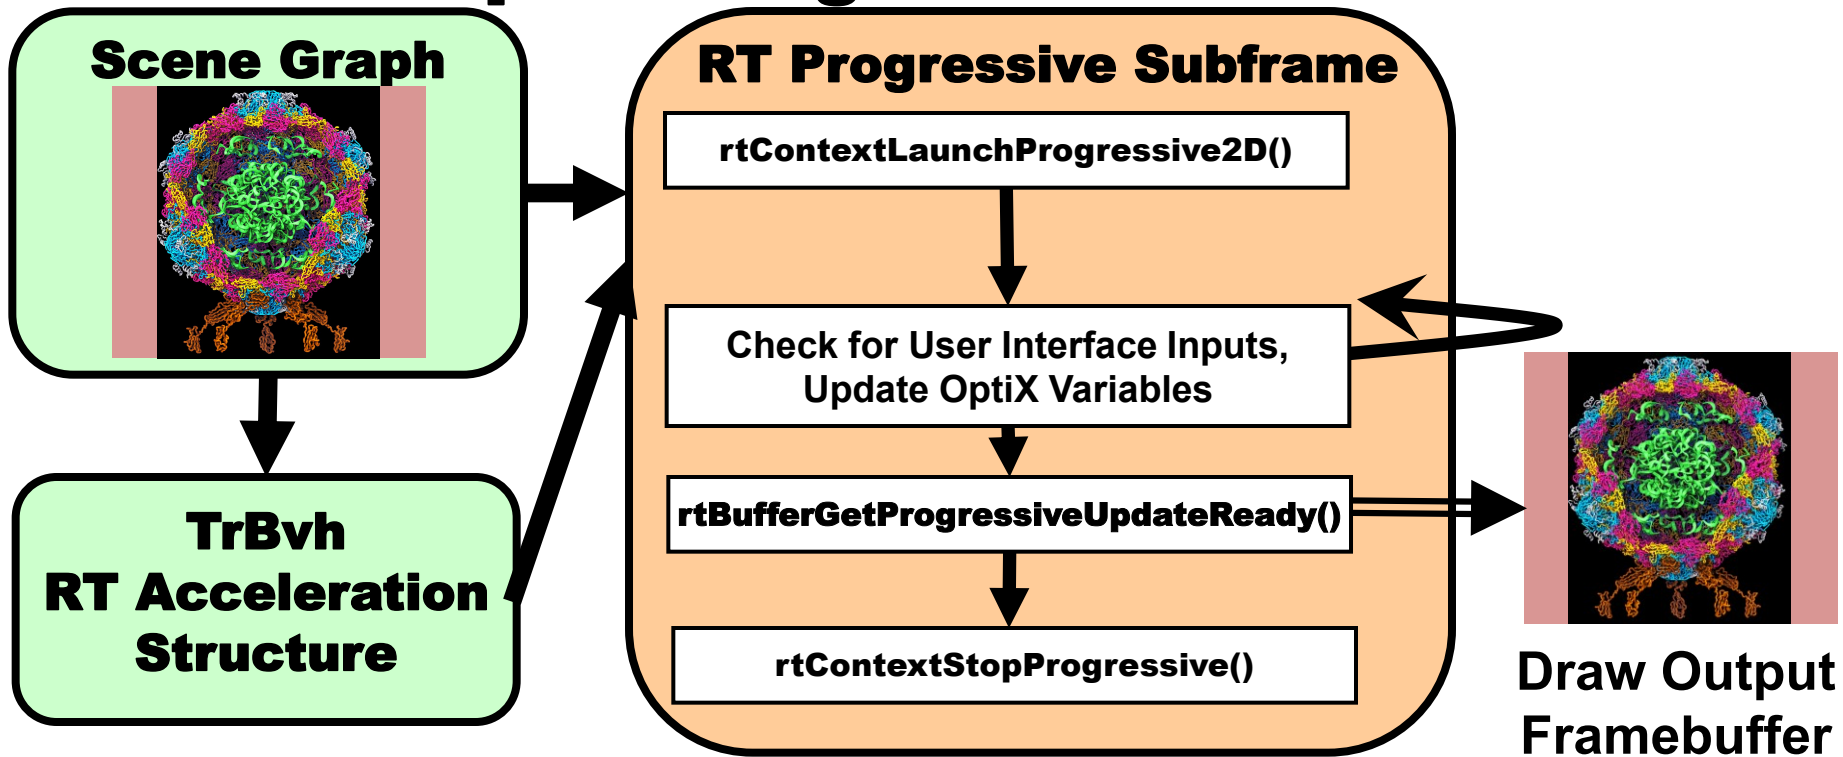 Scene Graph
RT Progressive Subframe
rtContextLaunchProgressive2D()
Check for User Interface Inputs,
Update OptiX Variables
rtBufferGetProgressiveUpdateReady()
rtContextStopProgressive()
TrBvh
RT Acceleration
Structure
Draw Output
Framebuffer